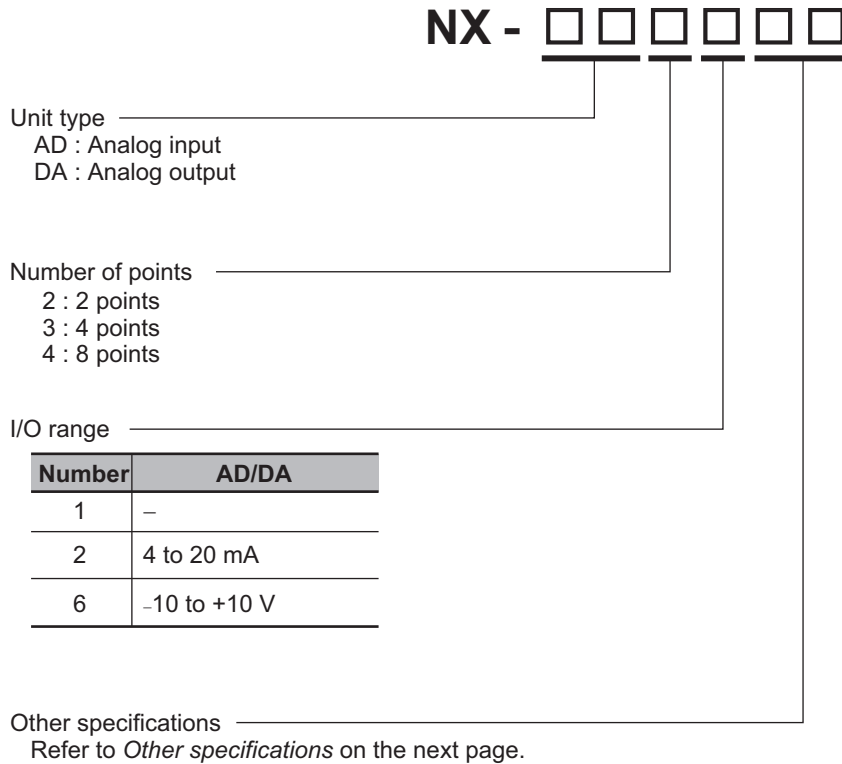 NX - □□□□□□
Unit type
AD : Analog input
DA : Analog output
Number of points
2 : 2 points
3 : 4 points
4 : 8 points
I/O range
Number AD/DA
1 –
2 4 to 20 mA
6 –10 to +10 V
Other specifications
Refer to Other specifications on the next page.